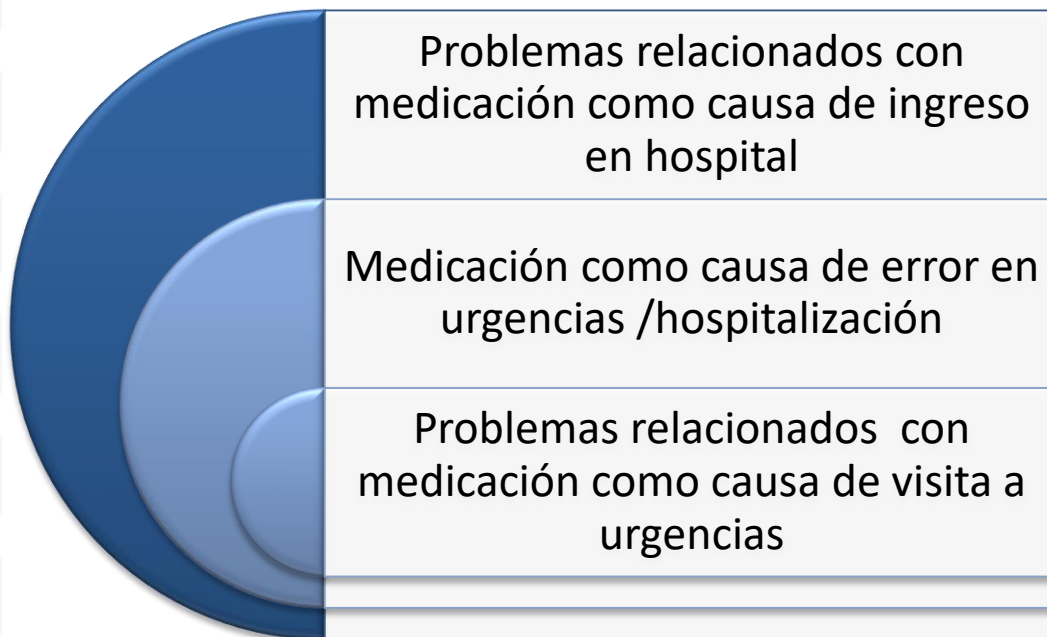 Problemas relacionados con
medicación como causa de ingreso
en hospital
Medicación como causa de error en
urgencias /hospitalización
Problemas relacionados  con
medicación como causa de visita a
urgencias